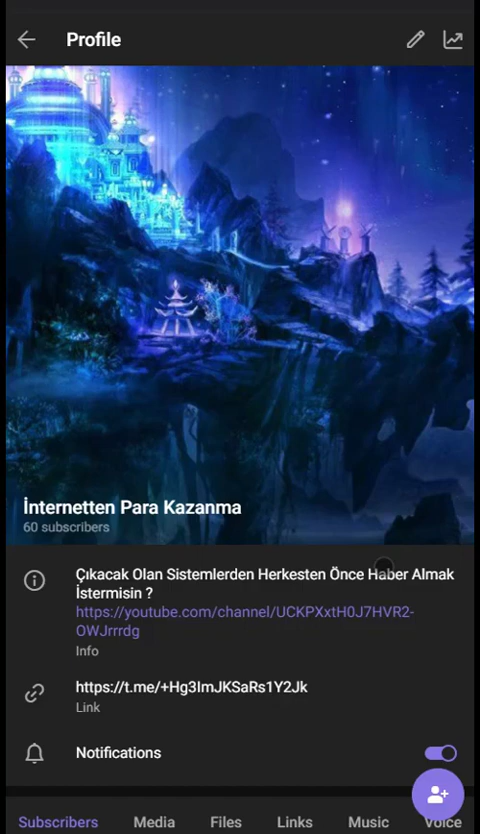 Profile
İnternetten Para Kazanma
60 subscribers
Çıkacak Olan Sistemlerden Herkesten Önce Haber Almak
İstermisin ?
https://youtube.com/channel/UCKPXxtH0J7HVR2-
OWJrrrdg
Info
https://t.me/+Hg3ImJKSaRs1Y2Jk
Link
Notifications
Subscribers Media Files Links Music Voice